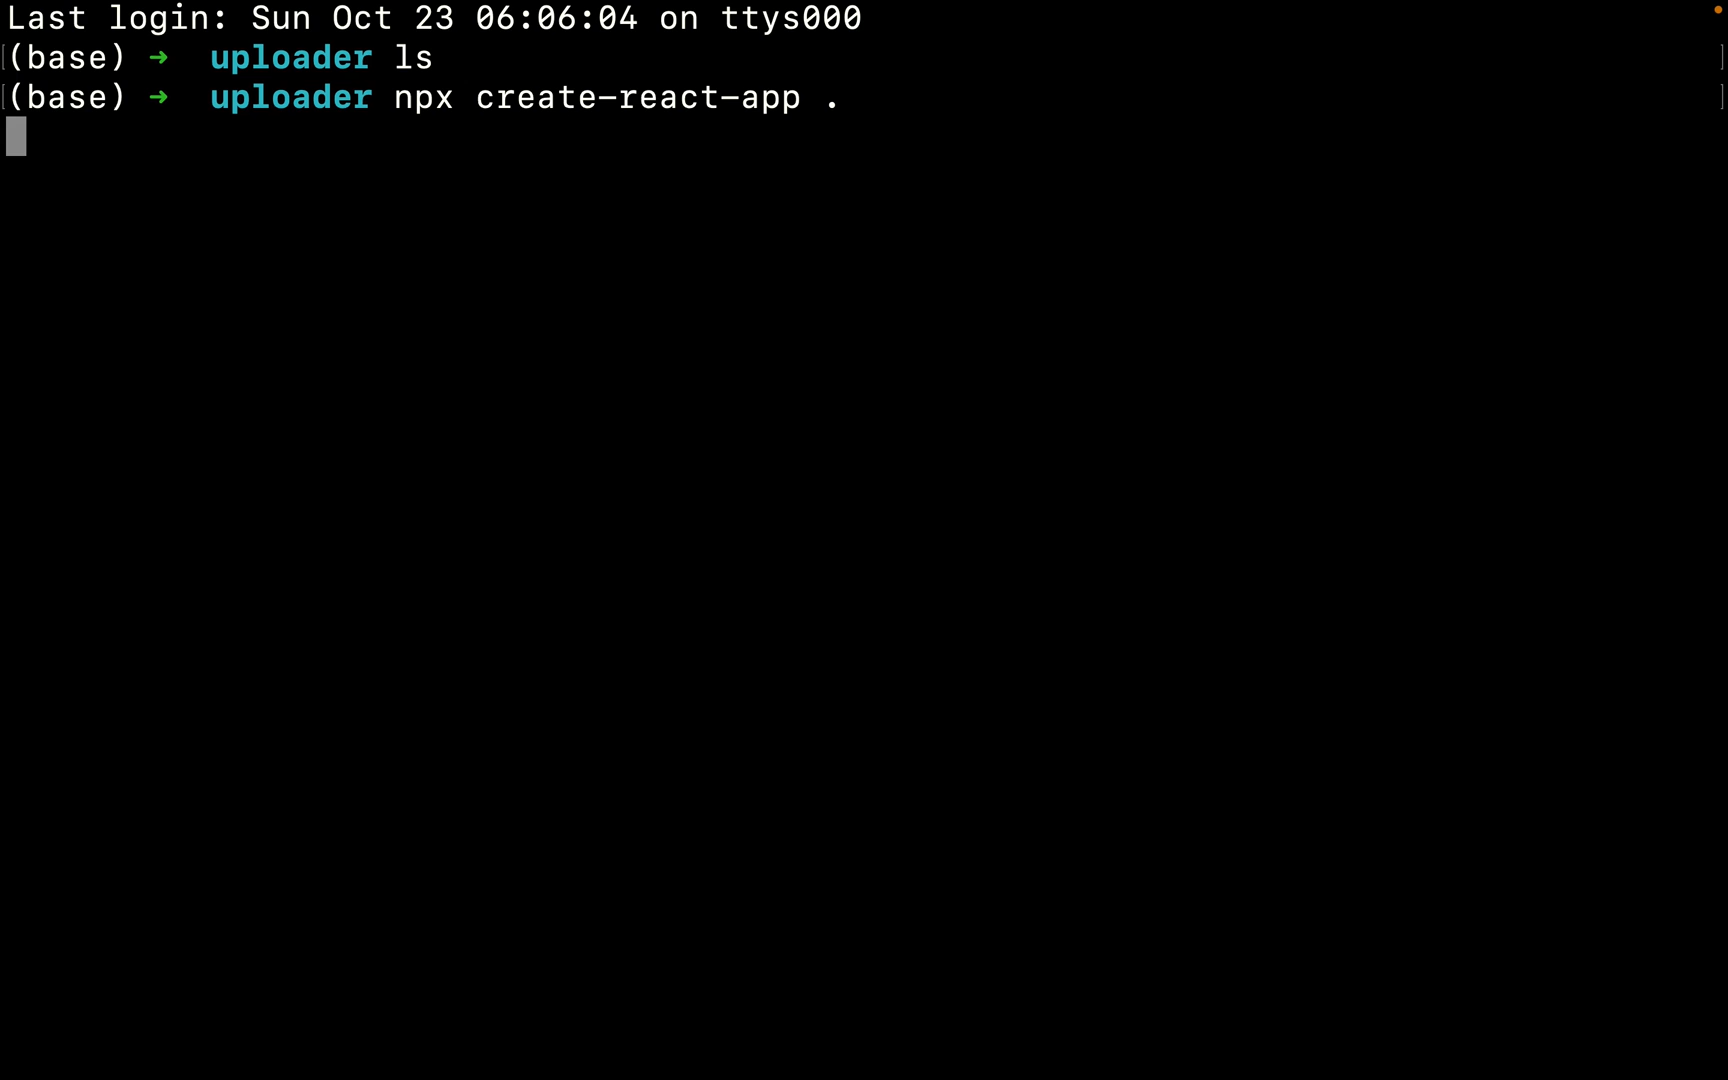 Last login: Sun Oct 23 06:06:04 on ttys000
[(base) ➜  uploader ls ]
[(base) ➜  uploader npx create-react-app . ]